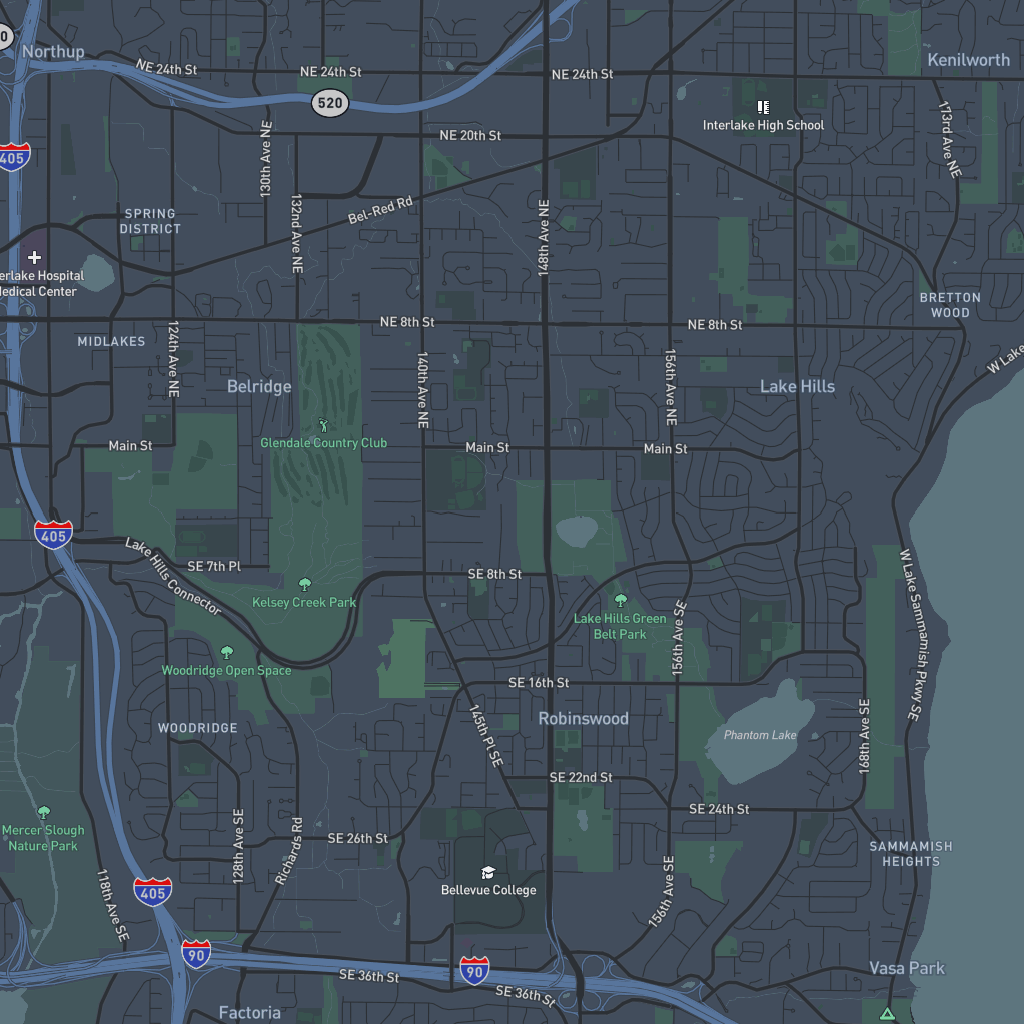 0
Northup
NE 24th St
NE 24th St
NE 24th St
Kenilworth
520
Interlake High School
173rd Ave NE
405
130th Ave NE
NE 20th St
SPRING
DISTRICT
132nd Ave NE
Bel-Red Rd
148th Ave NE
erlake Hospital
edical Center
BRETTON
WOOD
NE 8th St
NE 8th St
MIDLAKES
124th Ave NE
140th Ave NE
156th Ave NE
W Lake
Belridge
Lake Hills
Glendale Country Club
Main St
Main St
Main St
405
Lake Hills Connector
SE 7th Pl
SE 8th St
Kelsey Creek Park
Lake Hills Green
Belt Park
W Lake Sammamish Pkwy SE
156th Ave SE
Woodridge Open Space
SE 16th St
WOODRIDGE
145th Pl SE
Robinswood
Phantom Lake
168th Ave SE
SE 22nd St
SE 24th St
Mercer Slough
Nature Park
128th Ave SE
Richards Rd
SE 26th St
SAMMAMISH
HEIGHTS
118th Ave SE
405
Bellevue College
156th Ave SE
90
90
SE 36th St
SE 36th St
Vasa Park
Factoria